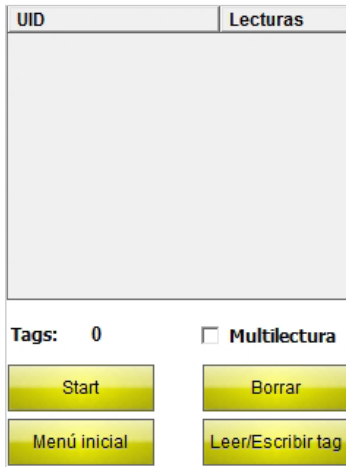 UID Lecturas
Tags: 0 Multilectura
Start Borrar
Menú inicial Leer/Escribir tag